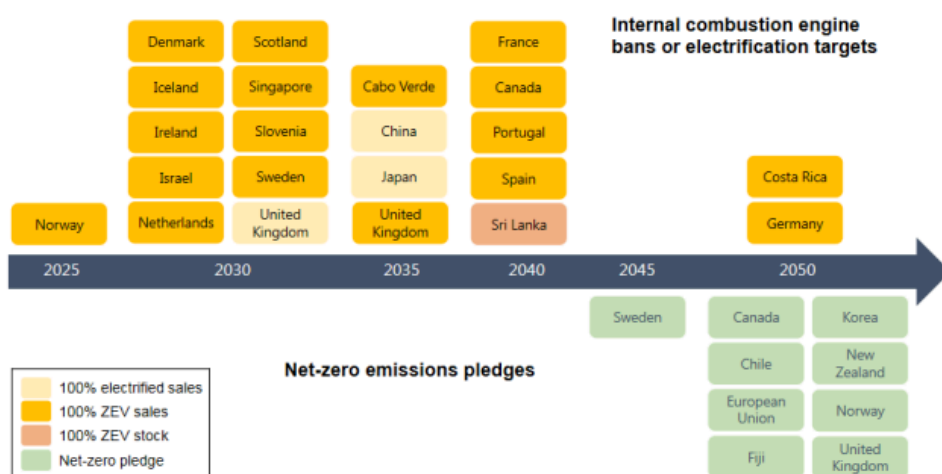 Internal combustion engine
bans or electrification targets
Denmark
Scotland
France
Iceland
Singapore
Cabo Verde
Canada
Ireland
Slovenia
China
Portugal
Israel
Sweden
Japan
Spain
Costa Rica
Norway
Netherlands
United
Kingdom
United
Kingdom
Sri Lanka
Germany
2025
2030
2035
2040
2045
2050
Sweden
Canada
Korea
Net-zero emissions pledges
Chile
New
Zealand
European
Union
Norway
Fiji
United
Kingdom
100% electrified sales
100% ZEV sales
100% ZEV stock
Net-zero pledge